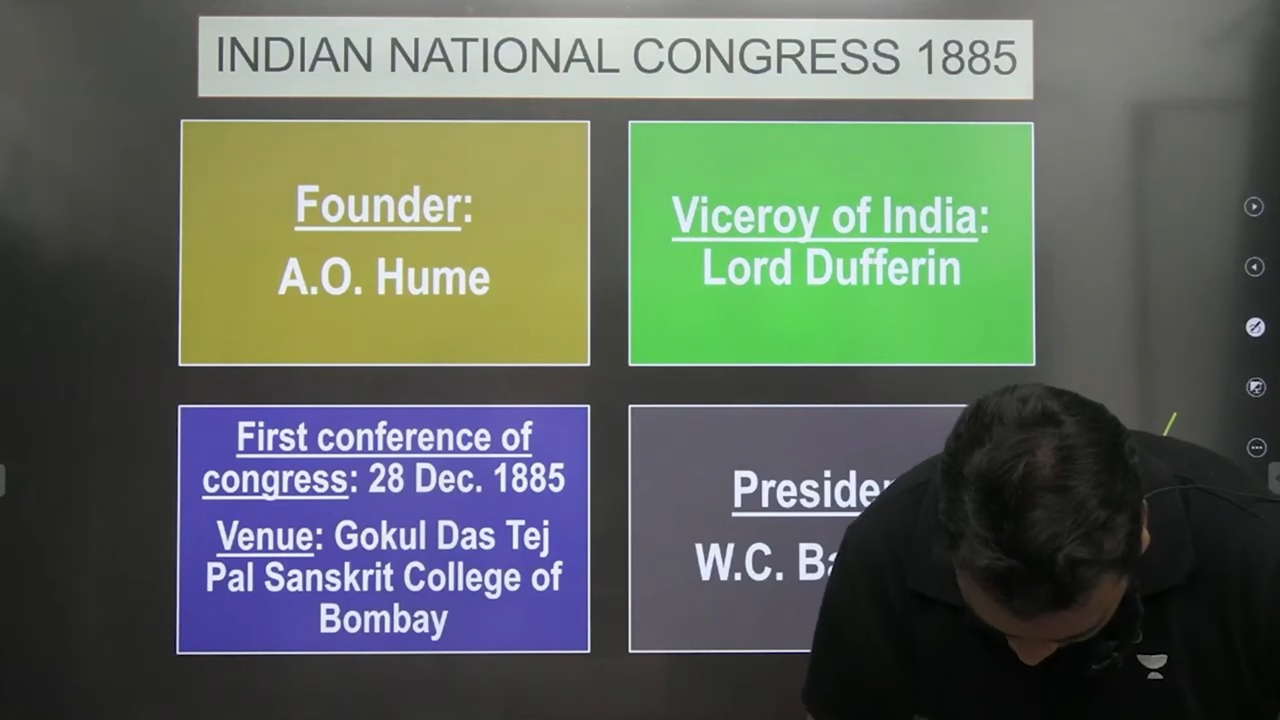 INDIAN NATIONAL CONGRESS 1885
Founder:
A.O. Hume
Viceroy of India:
Lord Dufferin
First conference of
congress: 28 Dec. 1885
Venue: Gokul Das Tej
Pal Sanskrit College of
Bombay
W.C.